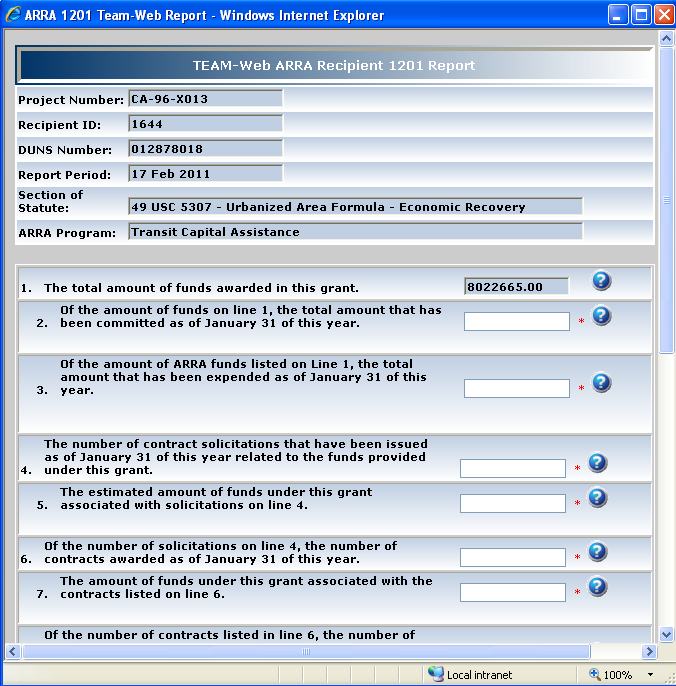 ARRA 1201 Team-Web Report - Windows Internet Explorer
TEAM-Web ARRA Recipient 1201 Report
Project Number: CA-96-X013
Recipient ID: 1644
DUNS Number: 012878018
Report Period: 17 Feb 2011
Section of
Statute: 49 USC 5307 - Urbanized Area Formula - Economic Recovery
ARRA Program: Transit Capital Assistance
1. The total amount of funds awarded in this grant. 8022665.00 ?
Of the amount of funds on line 1, the total amount that has
2. been committed as of January 31 of this year. * ?
Of the amount of ARRA funds listed on Line 1, the total
amount that has been expended as of January 31 of this
3. year. * ?
The number of contract solicitations that have been issued
as of January 31 of this year related to the funds provided
4. under this grant. * ?
The estimated amount of funds under this grant
5. associated with solicitations on line 4. * ?
Of the number of solicitations on line 4, the number of
6. contracts awarded as of January 31 of this year. * ?
The amount of funds under this grant associated with the
7. contracts listed on line 6. * ?
Of the number of contracts listed in line 6, the number of
Local intranet 100%